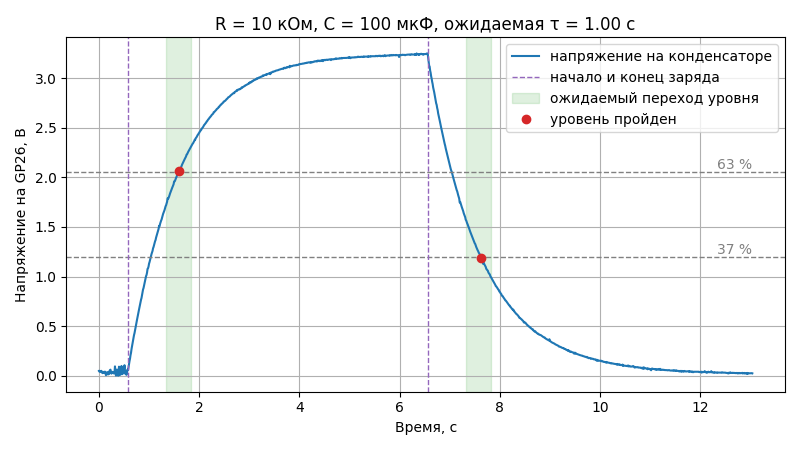 R = 10 кОм, C = 100 мкФ, ожидаемая τ = 1.00 с
напряжение на конденсаторе
начало и конец заряда
ожидаемый переход уровня
уровень пройден
63 %
37 %
Напряжение на GP26, В
3.0
2.5
2.0
1.5
1.0
0.5
0.0
0
2
4
6
8
10
12
Время, с